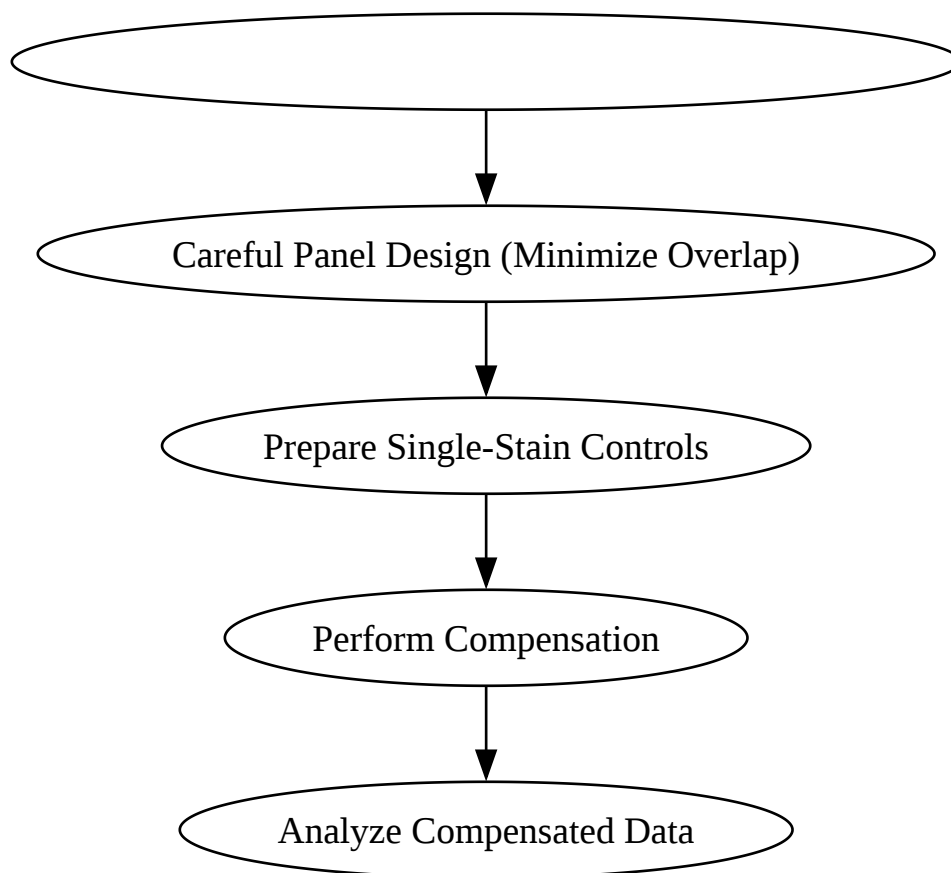 Careful Panel Design (Minimize Overlap)
Prepare Single-Stain Controls
Perform Compensation
Analyze Compensated Data